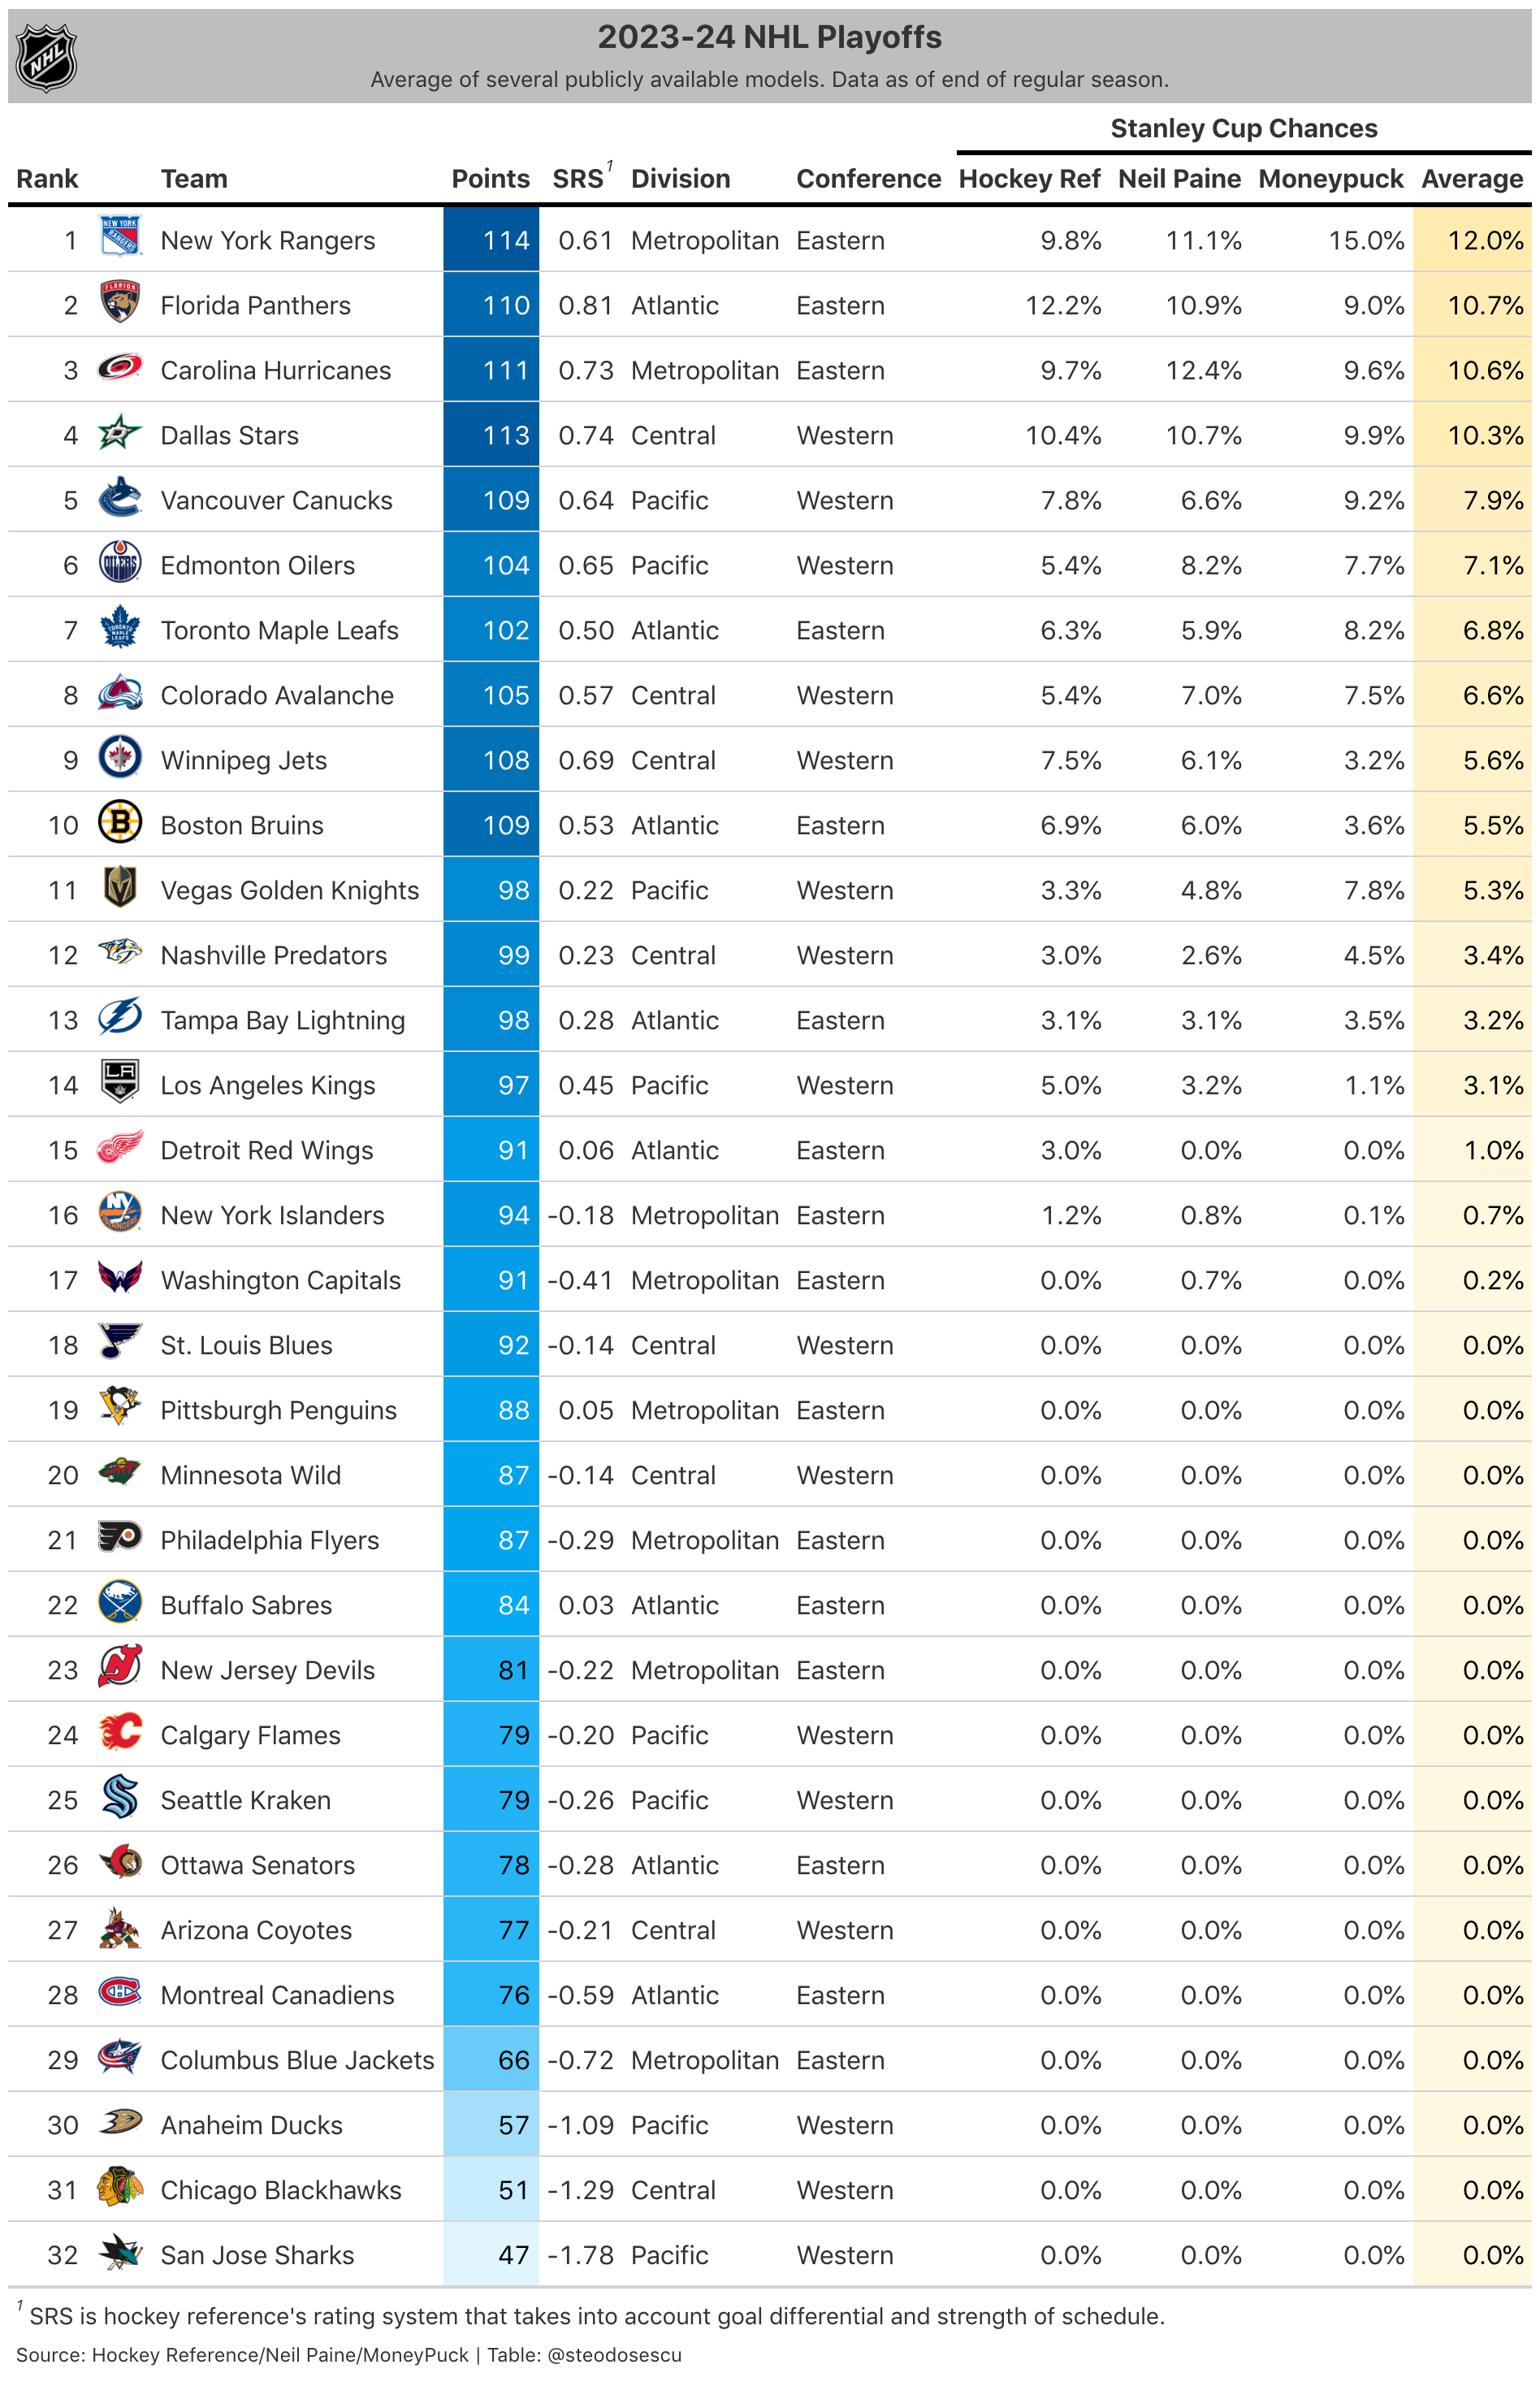 2023-24 NHL Playoffs
NHL
Average of several publicly available models. Data as of end of regular season.
Stanley Cup Chances
Rank Team Points SRS1 Division Conference Hockey Ref Neil Paine Moneypuck Average
1 NEW YORK RANGERS New York Rangers 114 0.61 Metropolitan Eastern 9.8% 11.1% 15.0% 12.0%
2 FLORIDA Florida Panthers 110 0.81 Atlantic Eastern 12.2% 10.9% 9.0% 10.7%
3 Carolina Hurricanes 111 0.73 Metropolitan Eastern 9.7% 12.4% 9.6% 10.6%
4 D Dallas Stars 113 0.74 Central Western 10.4% 10.7% 9.9% 10.3%
5 Vancouver Canucks 109 0.64 Pacific Western 7.8% 6.6% 9.2% 7.9%
6 OILERS Edmonton Oilers 104 0.65 Pacific Western 5.4% 8.2% 7.7% 7.1%
7 TORONTO MAPLE LEAFS Toronto Maple Leafs 102 0.50 Atlantic Eastern 6.3% 5.9% 8.2% 6.8%
8 Colorado Avalanche 105 0.57 Central Western 5.4% 7.0% 7.5% 6.6%
9 Winnipeg Jets 108 0.69 Central Western 7.5% 6.1% 3.2% 5.6%
10 B Boston Bruins 109 0.53 Atlantic Eastern 6.9% 6.0% 3.6% 5.5%
11 Vegas Golden Knights 98 0.22 Pacific Western 3.3% 4.8% 7.8% 5.3%
12 Nashville Predators 99 0.23 Central Western 3.0% 2.6% 4.5% 3.4%
13 Tampa Bay Lightning 98 0.28 Atlantic Eastern 3.1% 3.1% 3.5% 3.2%
14 LA Los Angeles Kings 97 0.45 Pacific Western 5.0% 3.2% 1.1% 3.1%
15 Detroit Red Wings 91 0.06 Atlantic Eastern 3.0% 0.0% 0.0% 1.0%
16 NY ISLANDERS New York Islanders 94 -0.18 Metropolitan Eastern 1.2% 0.8% 0.1% 0.7%
17 Washington Capitals 91 -0.41 Metropolitan Eastern 0.0% 0.7% 0.0% 0.2%
18 St. Louis Blues 92 -0.14 Central Western 0.0% 0.0% 0.0% 0.0%
19 Pittsburgh Penguins 88 0.05 Metropolitan Eastern 0.0% 0.0% 0.0% 0.0%
20 Minnesota Wild 87 -0.14 Central Western 0.0% 0.0% 0.0% 0.0%
21 Philadelphia Flyers 87 -0.29 Metropolitan Eastern 0.0% 0.0% 0.0% 0.0%
22 Buffalo Sabres 84 0.03 Atlantic Eastern 0.0% 0.0% 0.0% 0.0%
23 New Jersey Devils 81 -0.22 Metropolitan Eastern 0.0% 0.0% 0.0% 0.0%
24 C Calgary Flames 79 -0.20 Pacific Western 0.0% 0.0% 0.0% 0.0%
25 Seattle Kraken 79 -0.26 Pacific Western 0.0% 0.0% 0.0% 0.0%
26 Ottawa Senators 78 -0.28 Atlantic Eastern 0.0% 0.0% 0.0% 0.0%
27 Arizona Coyotes 77 -0.21 Central Western 0.0% 0.0% 0.0% 0.0%
28 CH Montreal Canadiens 76 -0.59 Atlantic Eastern 0.0% 0.0% 0.0% 0.0%
29 Columbus Blue Jackets 66 -0.72 Metropolitan Eastern 0.0% 0.0% 0.0% 0.0%
30 Anaheim Ducks 57 -1.09 Pacific Western 0.0% 0.0% 0.0% 0.0%
31 Chicago Blackhawks 51 -1.29 Central Western 0.0% 0.0% 0.0% 0.0%
32 San Jose Sharks 47 -1.78 Pacific Western 0.0% 0.0% 0.0% 0.0%
1 SRS is hockey reference's rating system that takes into account goal differential and strength of schedule.
Source: Hockey Reference/Neil Paine/MoneyPuck | Table: @steodosescu